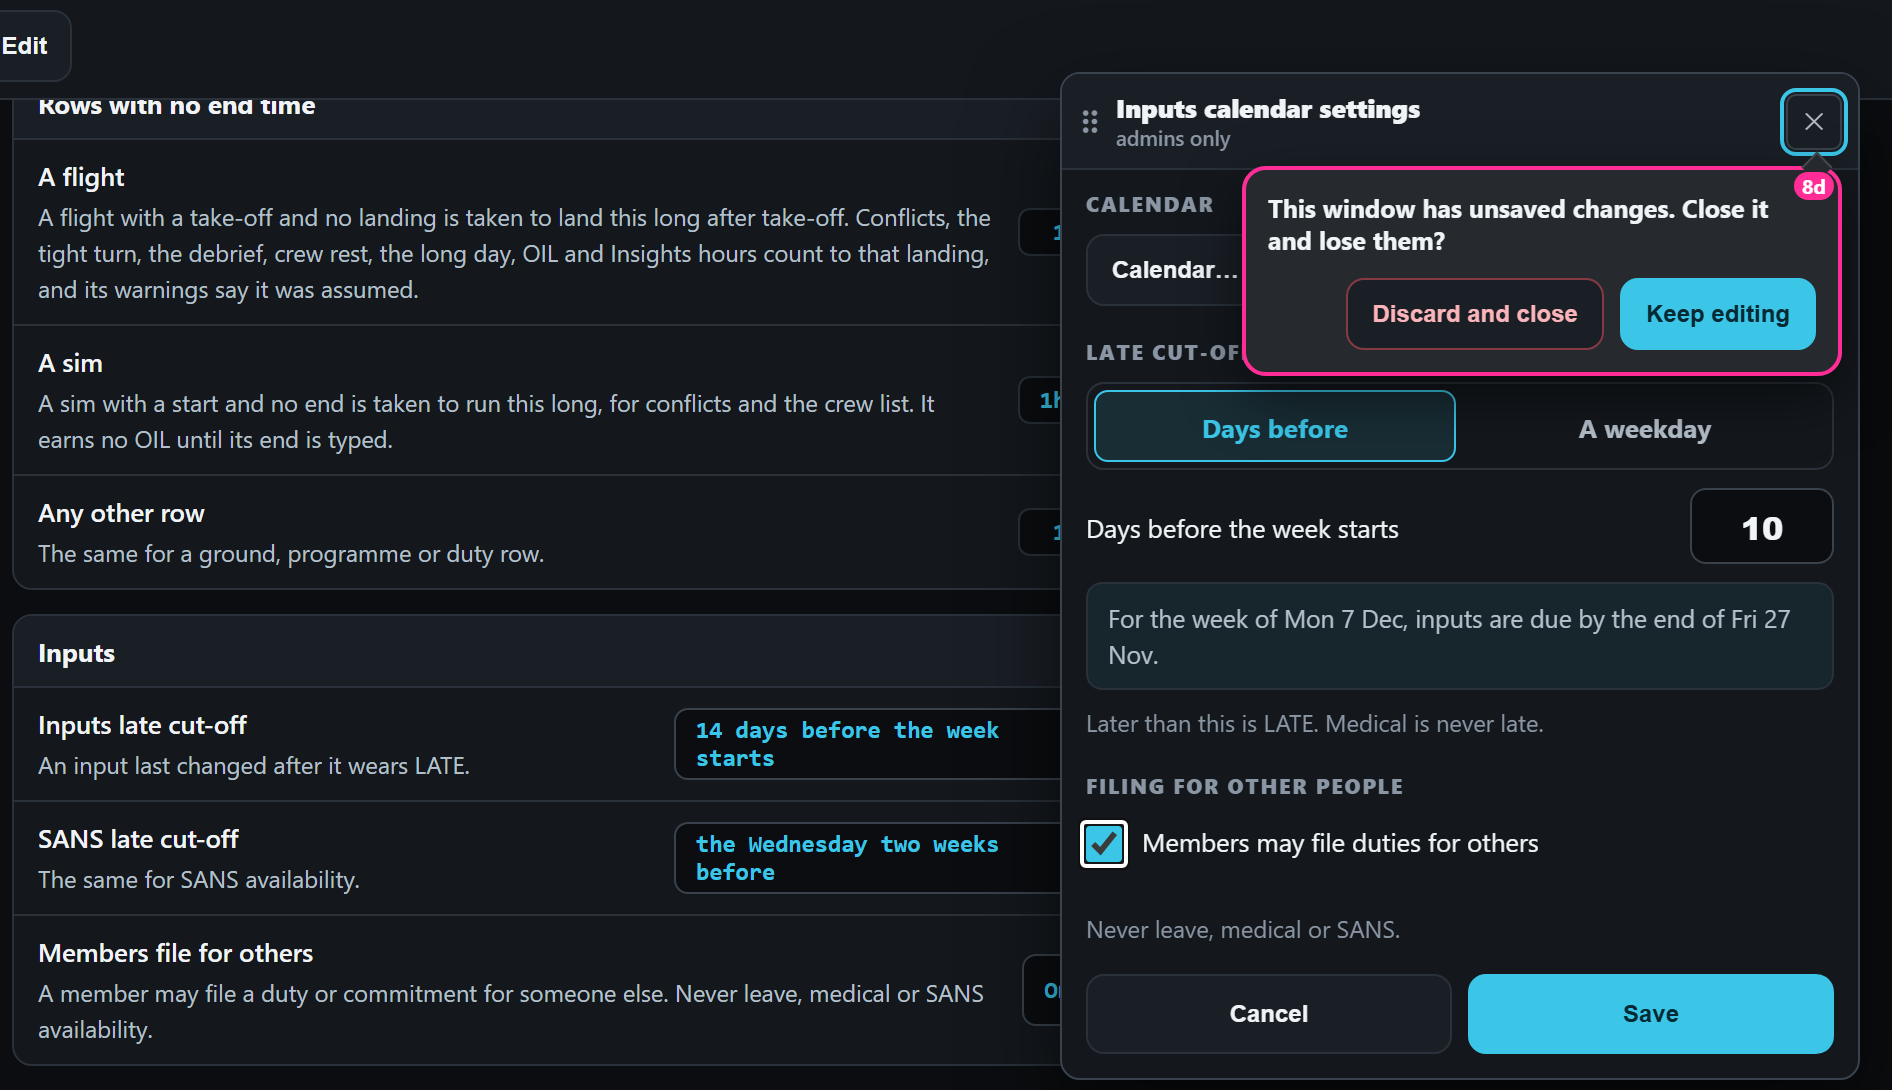 Edit
Rows with no end time
A flight
A flight with a take-off and no landing is taken to land this long after take-off. Conflicts, the
tight turn, the debrief, crew rest, the long day, OIL and Insights hours count to that landing,
and its warnings say it was assumed.
A sim
A sim with a start and no end is taken to run this long, for conflicts and the crew list. It
earns no OIL until its end is typed.
Any other row
The same for a ground, programme or duty row.
Inputs
Inputs late cut-off
An input last changed after it wears LATE.
14 days before the week
starts
SANS late cut-off
The same for SANS availability.
the Wednesday two weeks
before
Members file for others
A member may file a duty or commitment for someone else. Never leave, medical or SANS
availability.
Inputs calendar settings
admins only
8d
This window has unsaved changes. Close it
and lose them?
Discard and close
Keep editing
CALENDAR
Calendar...
LATE
Days before
A weekday
Days before the week starts
10
For the week of Mon 7 Dec, inputs are due by the end of Fri 27
Nov.
Later than this is LATE. Medical is never late.
FILING FOR OTHER PEOPLE
Members may file duties for others
Never leave, medical or SANS.
Cancel
Save